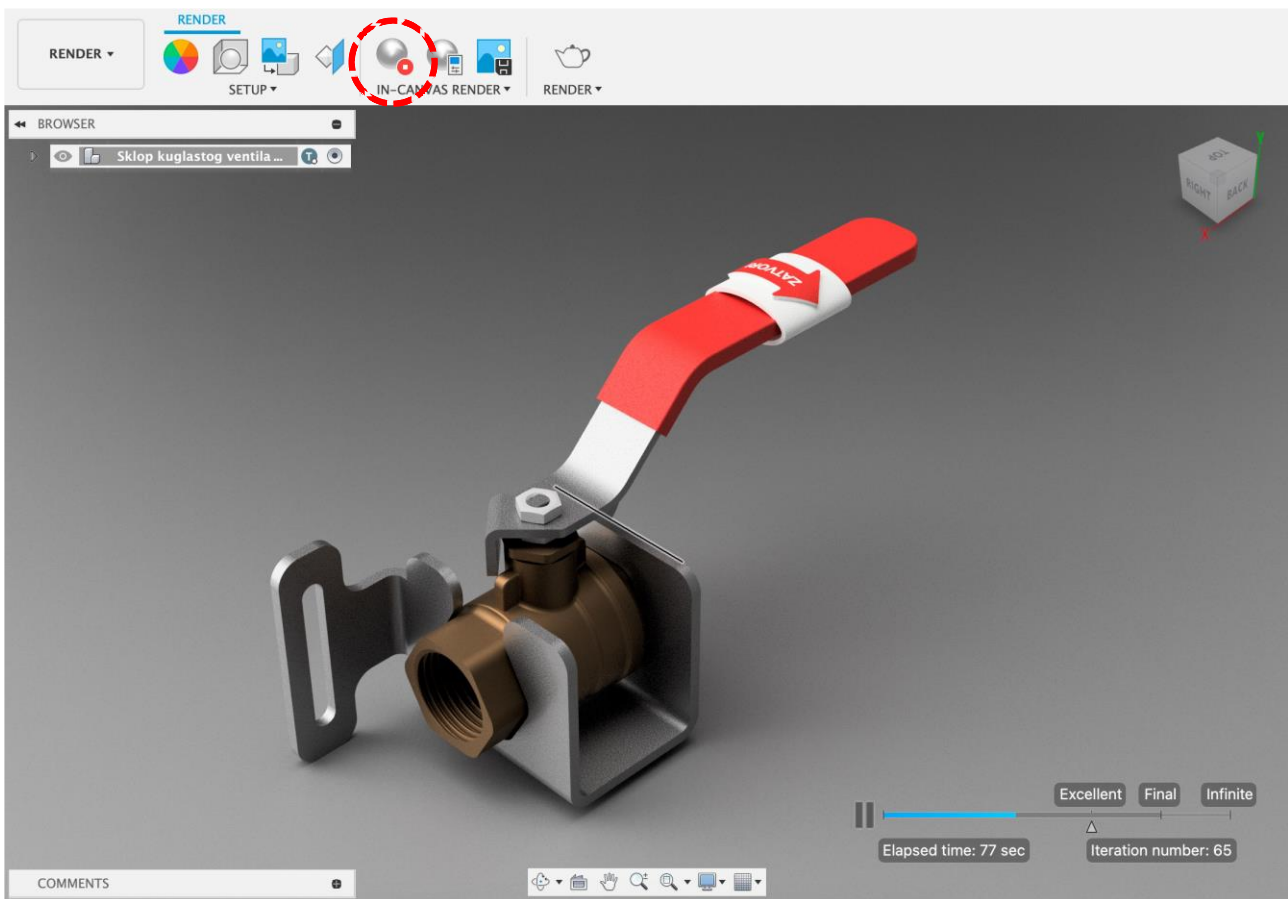 RENDER
RENDER ▾
SETUP ▾
IN-CANVAS RENDER ▾
RENDER ▾
BROWSER
Sklop kuglastog ventila ...
T
TOP
RIGHT
BACK
Y
X
ZATVOR
Excellent
Final
Infinite
Elapsed time: 77 sec
Iteration number: 65
COMMENTS